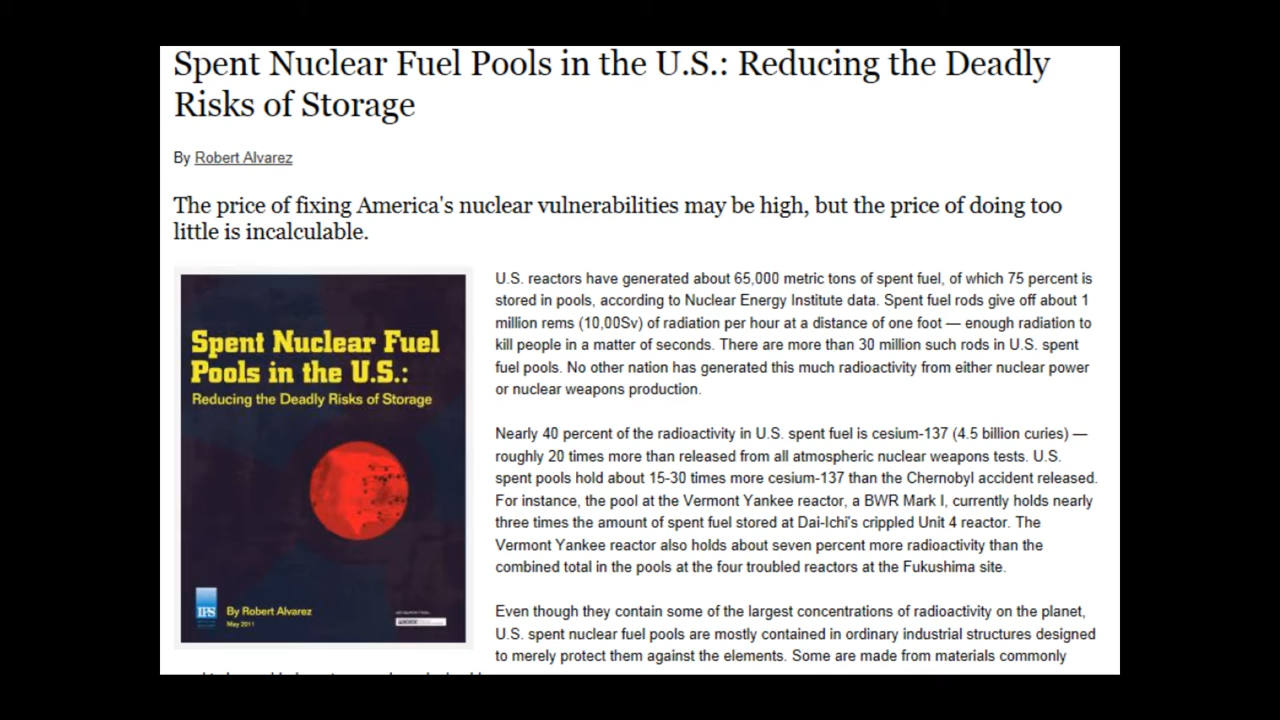 Spent Nuclear Fuel Pools in the U.S.: Reducing the Deadly
Risks of Storage
By Robert Alvarez
The price of fixing America's nuclear vulnerabilities may be high, but the price of doing too
little is incalculable.
Spent Nuclear Fuel
Pools in the U.S.:
Reducing the Deadly Risks of Storage
IPS
By Robert Alvarez
May 2011
U.S. reactors have generated about 65,000 metric tons of spent fuel, of which 75 percent is
stored in pools, according to Nuclear Energy Institute data. Spent fuel rods give off about 1
million rems (10,00Sv) of radiation per hour at a distance of one foot — enough radiation to
kill people in a matter of seconds. There are more than 30 million such rods in U.S. spent
fuel pools. No other nation has generated this much radioactivity from either nuclear power
or nuclear weapons production.
Nearly 40 percent of the radioactivity in U.S. spent fuel is cesium-137 (4.5 billion curies) —
roughly 20 times more than released from all atmospheric nuclear weapons tests. U.S.
spent pools hold about 15-30 times more cesium-137 than the Chernobyl accident released.
For instance, the pool at the Vermont Yankee reactor, a BWR Mark I, currently holds nearly
three times the amount of spent fuel stored at Dai-Ichi's crippled Unit 4 reactor. The
Vermont Yankee reactor also holds about seven percent more radioactivity than the
combined total in the pools at the four troubled reactors at the Fukushima site.
Even though they contain some of the largest concentrations of radioactivity on the planet,
U.S. spent nuclear fuel pools are mostly contained in ordinary industrial structures designed
to merely protect them against the elements. Some are made from materials commonly